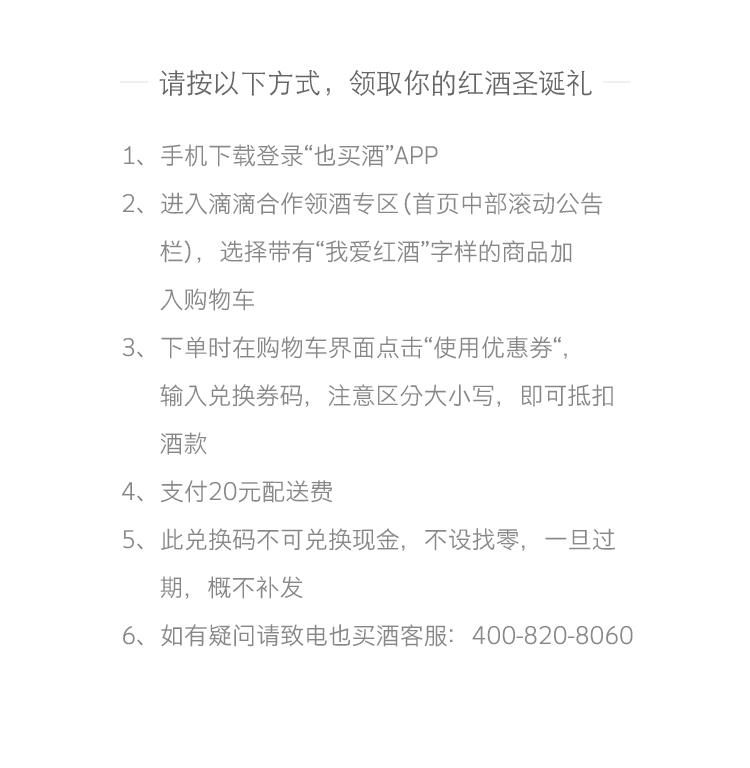 请按以下方式，领取你的红酒圣诞礼
1、手机下载登录“也买酒”APP
2、进入滴滴合作领酒专区(首页中部滚动公告
栏)，选择带有“我爱红酒”字样的商品加
入购物车
3、下单时在购物车界面点击“使用优惠券“，
输入兑换券码，注意区分大小写，即可抵扣
酒款
4、支付20元配送费
5、此兑换码不可兑换现金，不设找零，一旦过
期，概不补发
6、如有疑问请致电也买酒客服：400-820-8060